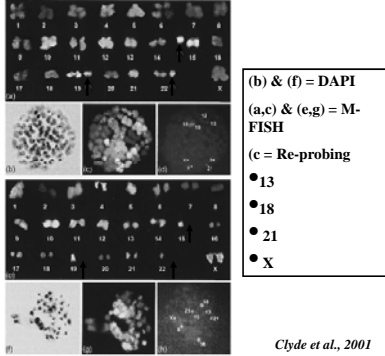 1 2 3 4 5 6 7 8
9 10 11 12 13 14 15 16
17 18 19 20 21 22 X
(a)
(b) (c) (d)
1 2 3 4 5 6 7 8
9 10 11 12 13 14 15 16
17 18 19 20 21 22 X
(f) (g) (h)
(b) & (f) = DAPI
(a,c) & (e,g) = M-
FISH
(c = Re-probing
•13
•18
• 21
• X
Clyde et al., 2001